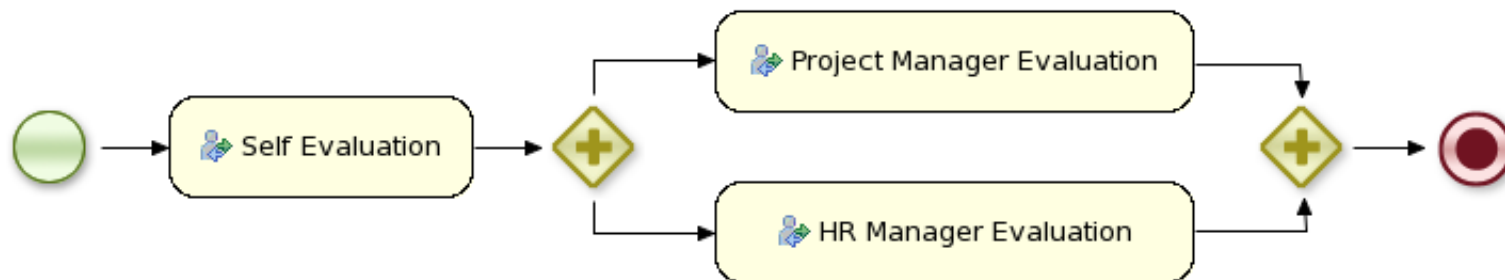 Self Evaluation
Project Manager Evaluation
HR Manager Evaluation